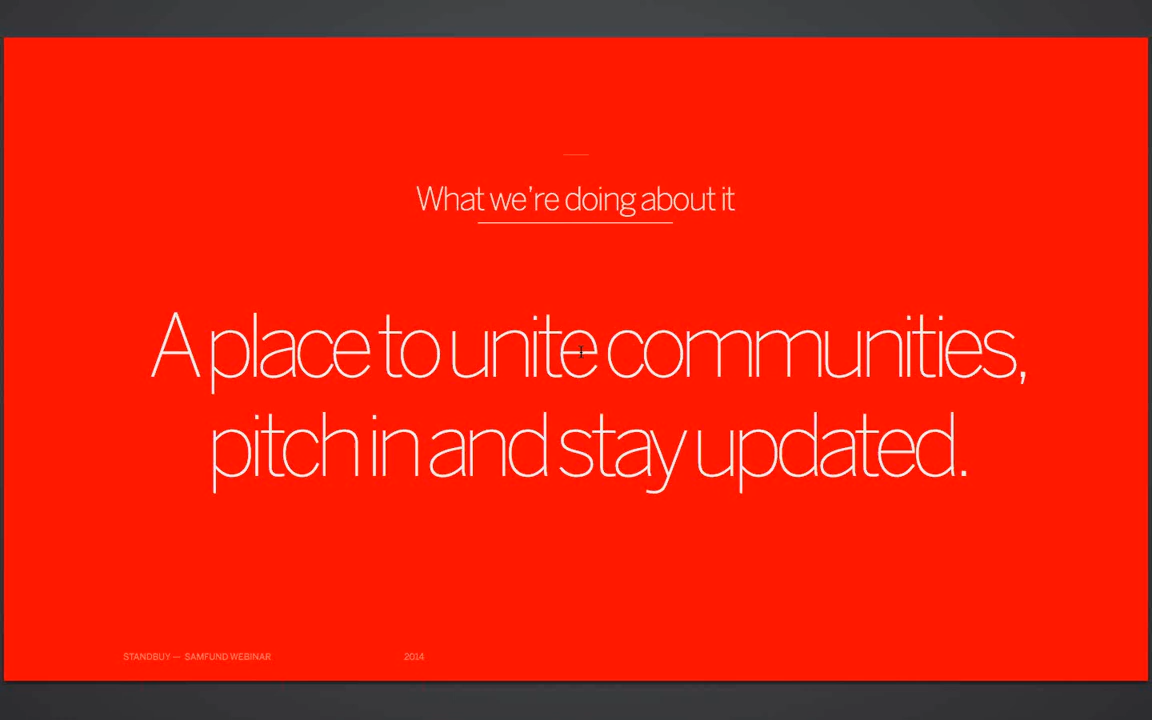 What we're doing about it
A place to unite communities,
pitch in and stay updated.
STANDBUY — SAMFUND WEBINAR 2014